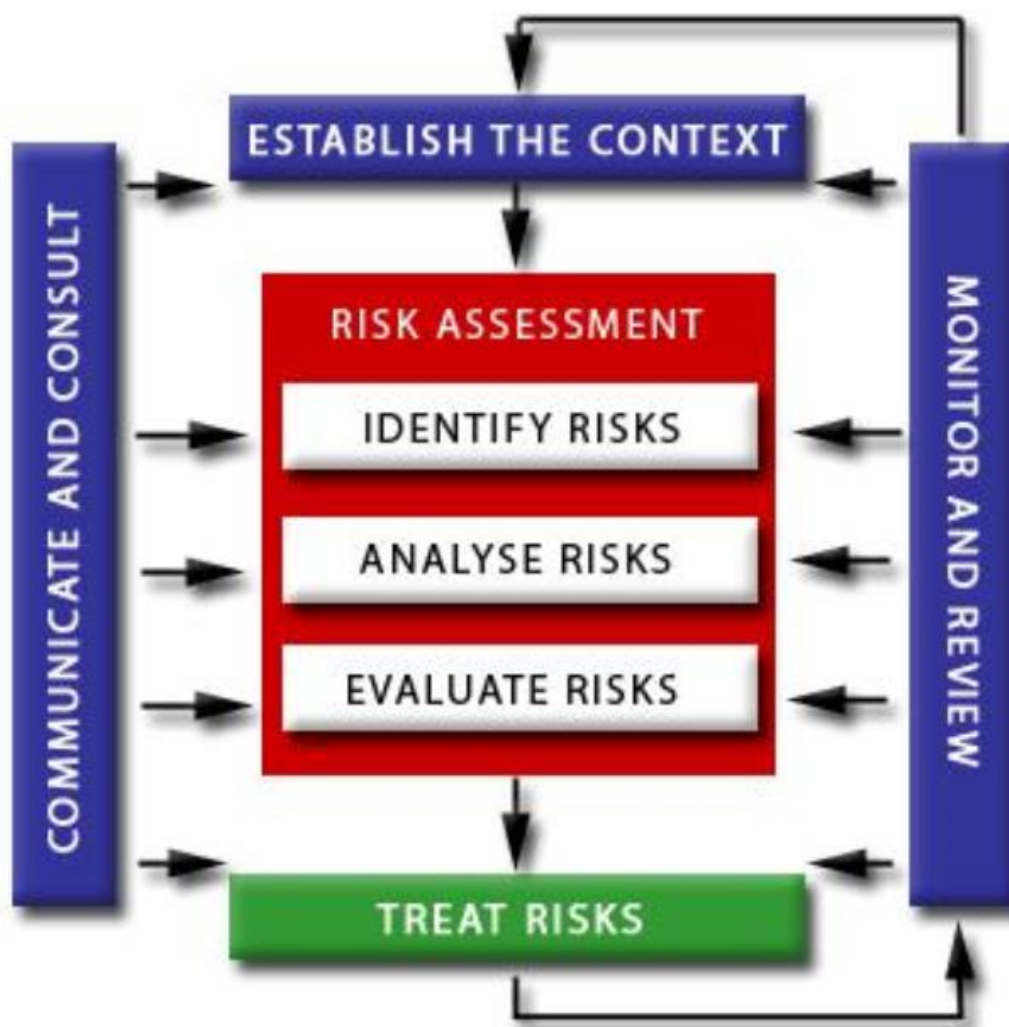 ESTABLISH THE CONTEXT
COMMUNICATE AND CONSULT
RISK ASSESSMENT
IDENTIFY RISKS
ANALYSE RISKS
EVALUATE RISKS
MONITOR AND REVIEW
TREAT RISKS